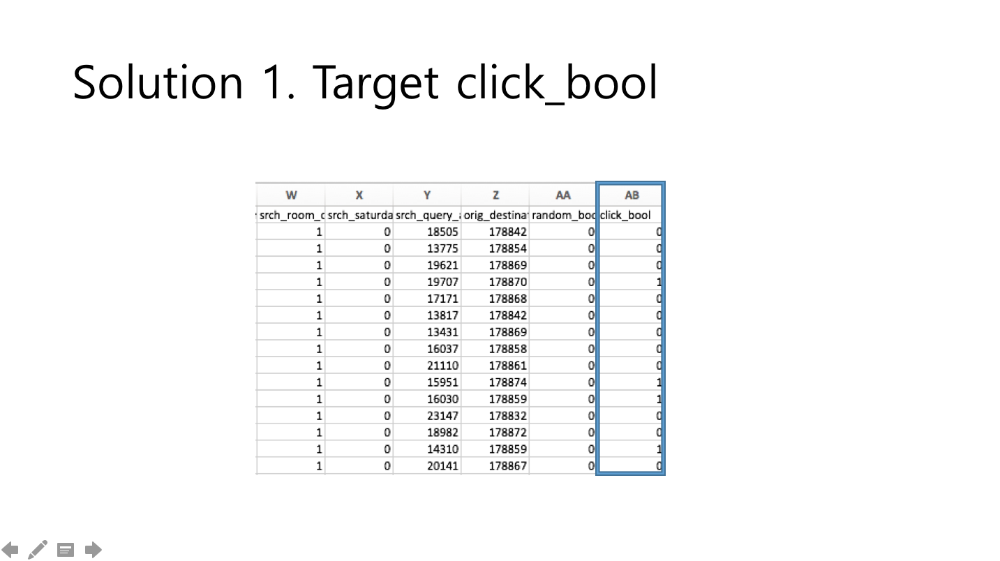 Solution 1. Target click_bool
W X Y Z AA AB
srch_room_c srch_saturda srch_query_a orig_destinat random_boo click_bool
1 0 18505 178842 0 0
1 0 13775 178854 0 0
1 0 19621 178869 0 0
1 0 19707 178870 0 1
1 0 17171 178868 0 0
1 0 13817 178842 0 0
1 0 13431 178869 0 0
1 0 16037 178858 0 0
1 0 21110 178861 0 0
1 0 15951 178874 0 1
1 0 16030 178859 0 1
1 0 23147 178832 0 0
1 0 18982 178872 0 0
1 0 14310 178859 0 1
1 0 20141 178867 0 0